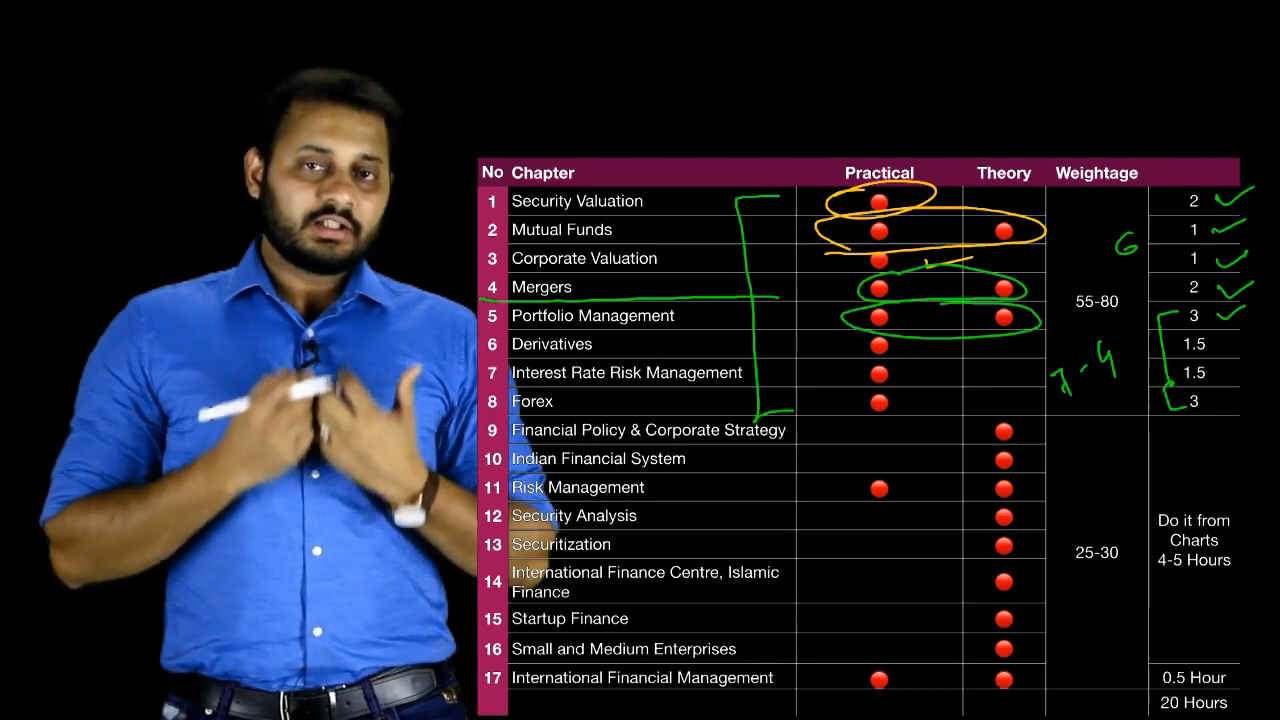 No Chapter Practical Theory Weightage
1 Security Valuation 2
2 Mutual Funds 1
6
3 Corporate Valuation 1
4 Mergers 2
55-80
5 Portfolio Management 3
6 Derivatives 1.5
7 Interest Rate Risk Management 1.5
8 Forex 3
9 Financial Policy & Corporate Strategy
10 Indian Financial System
11 Risk Management
12 Security Analysis
13 Securitization
25-30
Do it from
Charts
4-5 Hours
14 International Finance Centre, Islamic
Finance
15 Startup Finance
16 Small and Medium Enterprises
17 International Financial Management 0.5 Hour
20 Hours